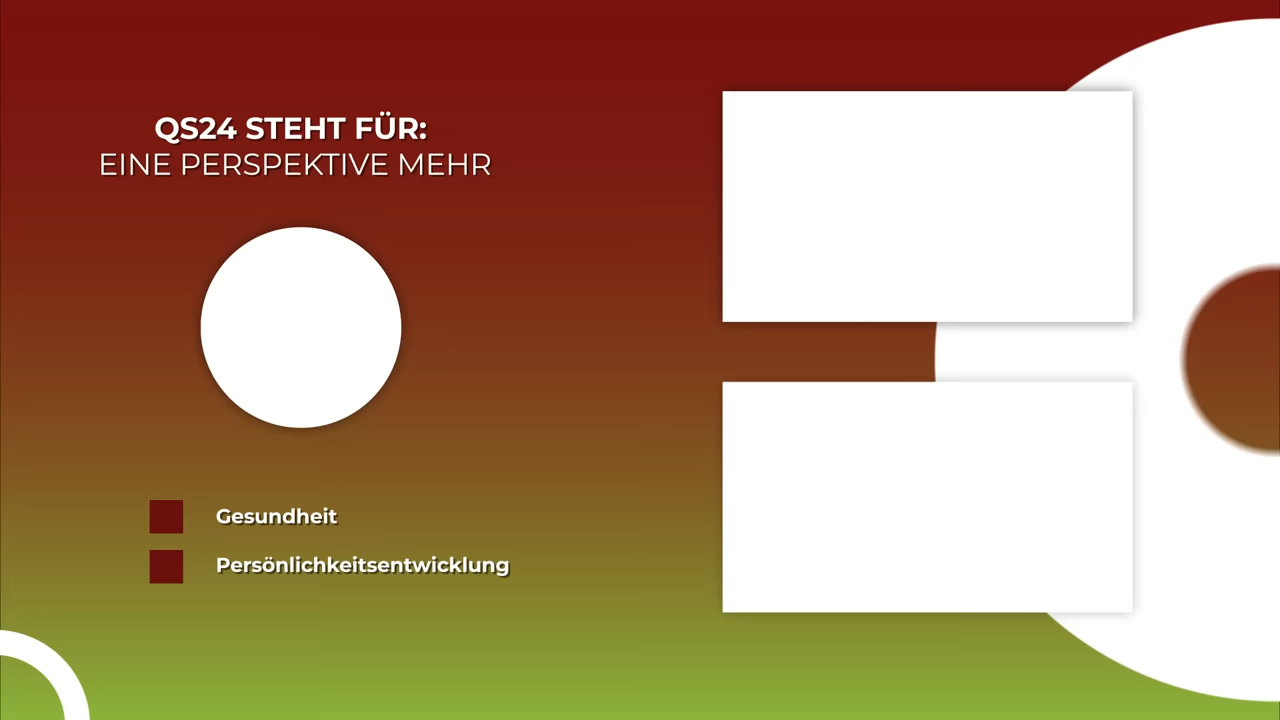 QS24 STEHT FÜR:
EINE PERSPEKTIVE MEHR
Gesundheit
Persönlichkeitsentwicklung